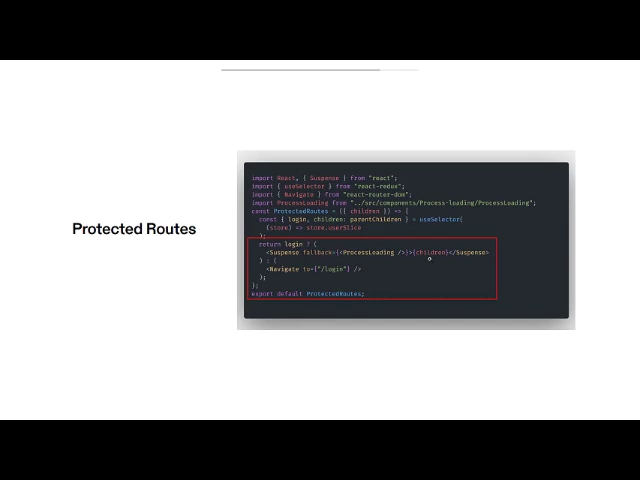 Protected Routes
import React, { Suspense } from "react";
import { useSelector } from "react-redux";
import { Navigate } from "react-router-dom";
import ProcessLoading from "../src/components/Process-loading/ProcessLoading";
const ProtectedRoutes = ({ children }) => {
const { login, children: parentChildren } = useSelector(
(store) => store.userSlice
);
return login ? (
<Suspense fallback={<ProcessLoading />}>{children}</Suspense>
) : (
<Navigate to={"/login"} />
);
};
export default ProtectedRoutes;